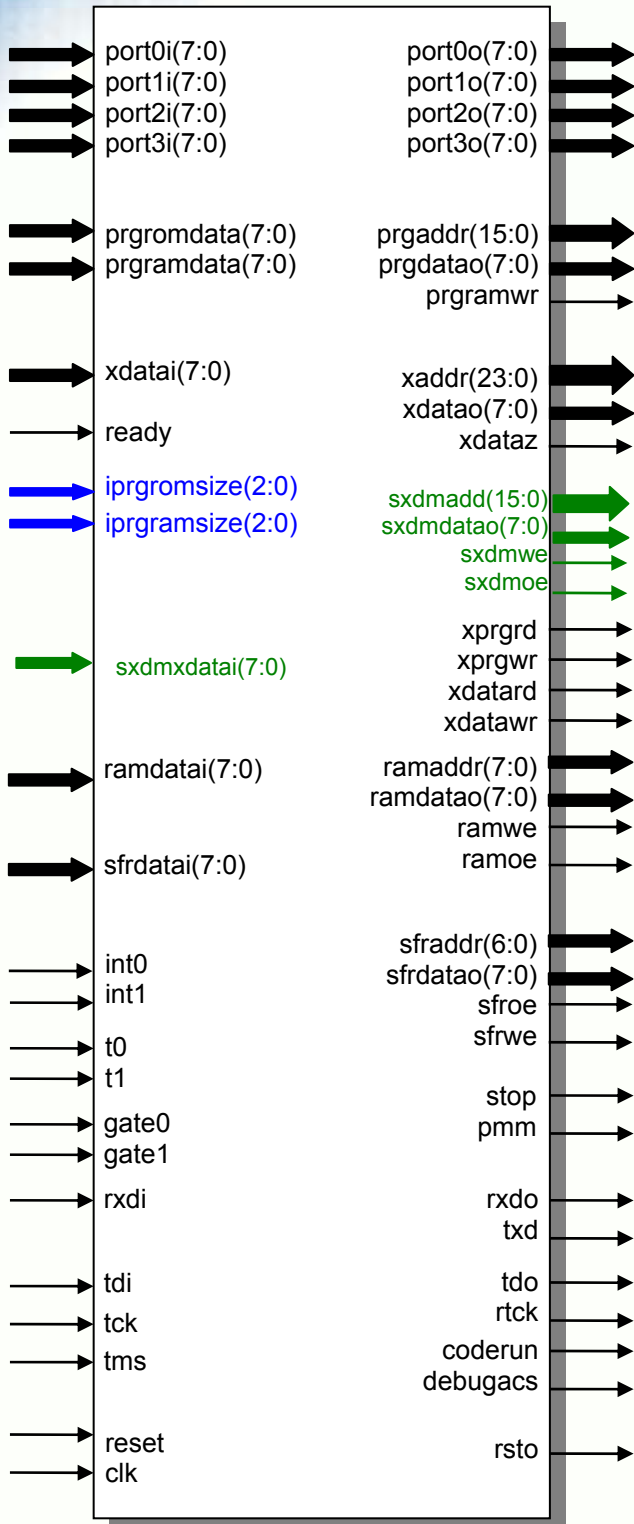 port0i(7:0) port0o(7:0)
port1i(7:0) port1o(7:0)
port2i(7:0) port2o(7:0)
port3i(7:0) port3o(7:0)
prgromdata(7:0) prgaddr(15:0)
prgramdata(7:0) prgdatao(7:0)
prgramwr
xdatai(7:0) xaddr(23:0)
xdatao(7:0)
ready xdataz
iprgromsize(2:0) sxdmadd(15:0)
iprgramsize(2:0) sxdmdatao(7:0)
sxdmwe
sxdmoe
xprgrd
sxdmxdatai(7:0) xprgwr
xdatard
xdatawr
ramdatai(7:0) ramaddr(7:0)
ramdatao(7:0)
ramwe
sfrdatai(7:0) ramoe
sfraddr(6:0)
int0 sfrdatao(7:0)
int1 sfroe
t0 sfrwe
t1
stop
gate0 pmm
gate1
rxdi rxdo
txd
tdi tdo
tck rtck
tms coderun
debugacs
reset rsto
clk